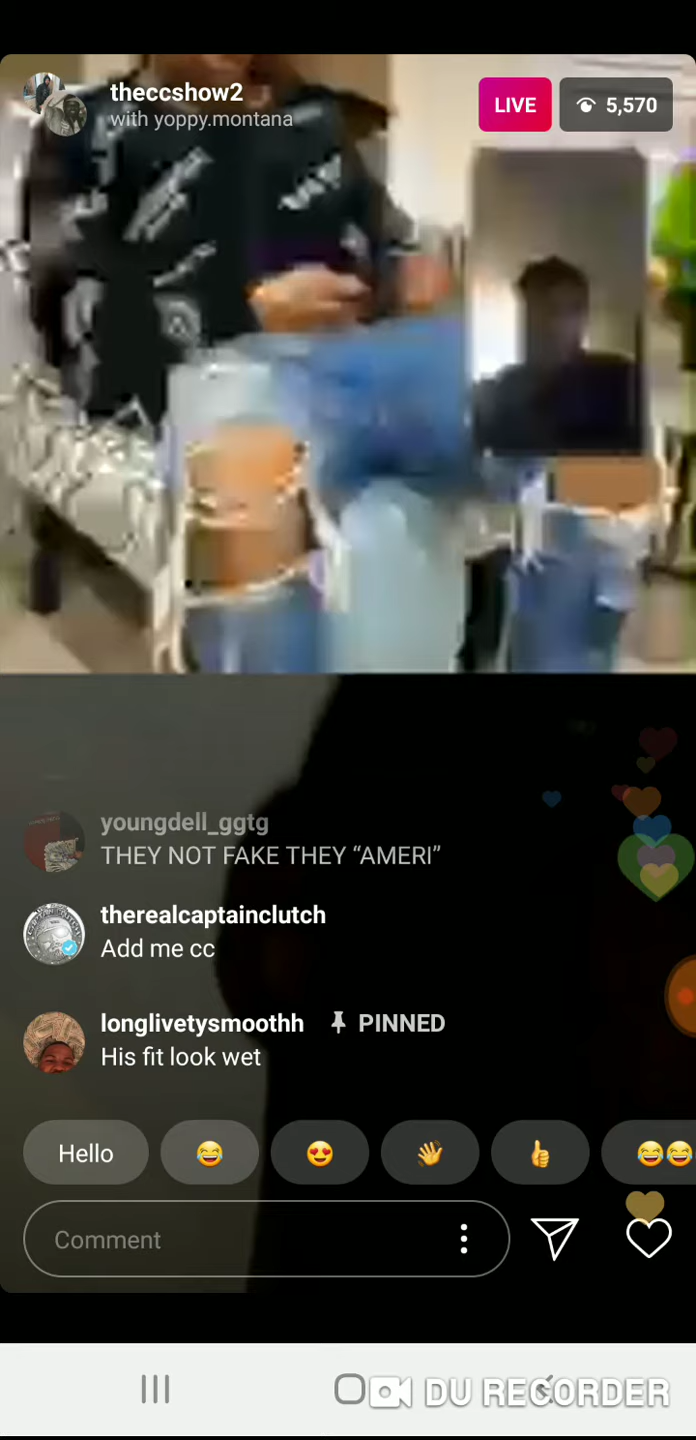 theccshow2
with yoppy.montana
LIVE
5,570
youngdell_ggtg
THEY NOT FAKE THEY “AMERI”
therealcaptainclutch
Add me cc
longlivetysmoothh PINNED
His fit look wet
Hello
Comment
DU RECORDER